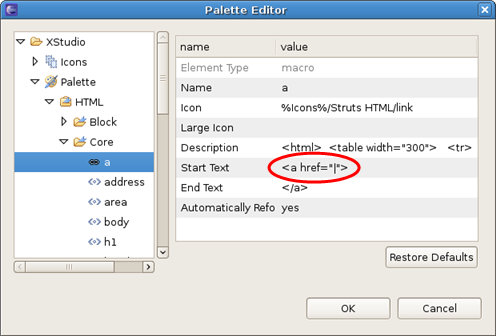 Palette Editor
XStudio
Icons
Palette
HTML
Block
Core
a
address
area
body
h1
name value
Element Type macro
Name a
Icon %Icons%/Struts HTML/link
Large Icon
Description <html> <table width="300"> <tr>
Start Text <a href="|">
End Text </a>
Automatically Refo yes
Restore Defaults
OK Cancel